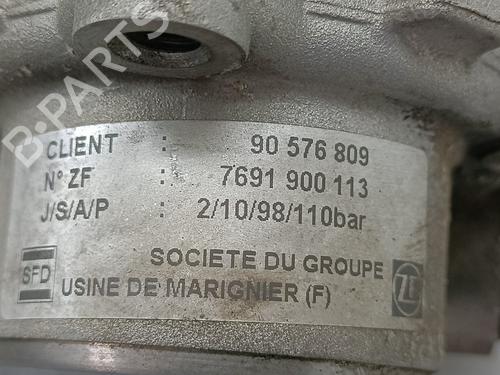 B-PARTS
CLIENT : 90 576 809
N° ZF : 7691 900 113
J/S/A/P : 2/10/98/110bar
SFD SOCIETE DU GROUPE ZF
USINE DE MARIGNIER (F)